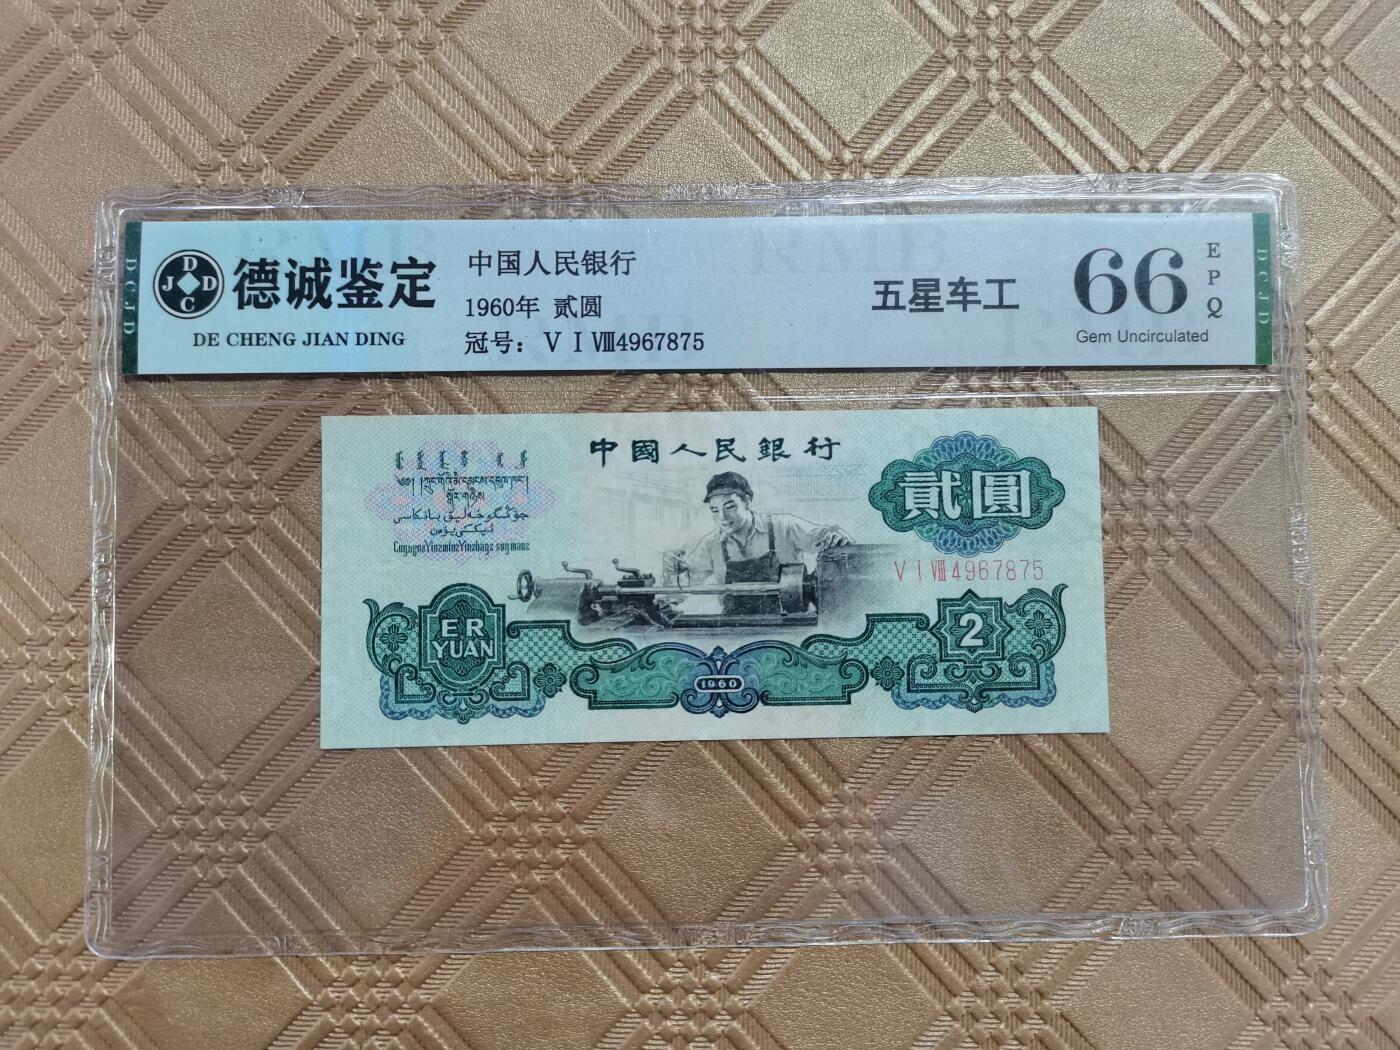 D
J D
C
德诚鉴定
DE CHENG JIAN DING
中国人民银行
1960年 贰圆
冠号：ⅤⅠⅧ4967875
五星车工
66
E
P
Q
Gem Uncirculated
D C J D
D C J D
中國人民銀行
貳圓
ⅤⅠⅧ4967875
ER
YUAN
1960
2